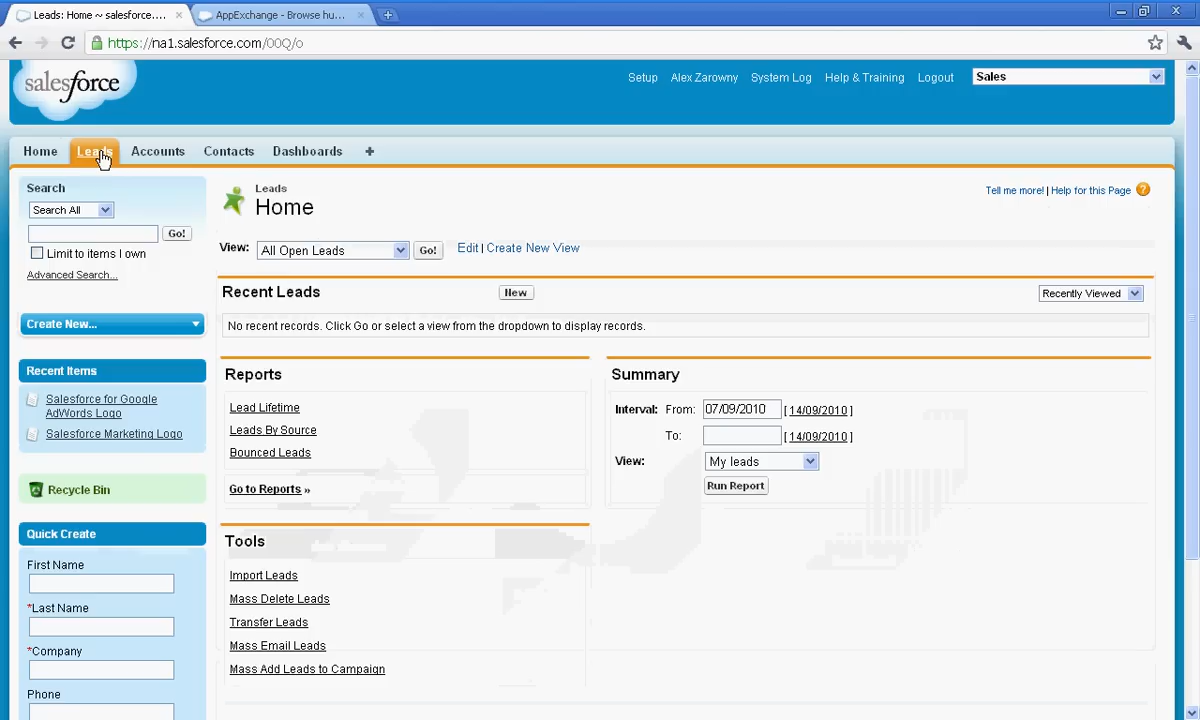 Leads: Home ~ salesforce....
AppExchange - Browse hu...
https://na1.salesforce.com/00Q/o
salesforce
Setup Alex Zarowny System Log Help & Training Logout Sales
Home Leads Accounts Contacts Dashboards +
Search
Search All
Go!
Limit to items I own
Advanced Search...
Create New...
Recent Items
Salesforce for Google
AdWords Logo
Salesforce Marketing Logo
Recycle Bin
Quick Create
First Name
*Last Name
*Company
Phone
Leads
Home
Tell me more! | Help for this Page ?
View: All Open Leads Go! Edit | Create New View
Recent Leads New Recently Viewed
No recent records. Click Go or select a view from the dropdown to display records.
Reports
Lead Lifetime
Leads By Source
Bounced Leads
Go to Reports »
Summary
Interval: From: 07/09/2010 [ 14/09/2010 ]
To: [ 14/09/2010 ]
View: My leads
Run Report
Tools
Import Leads
Mass Delete Leads
Transfer Leads
Mass Email Leads
Mass Add Leads to Campaign